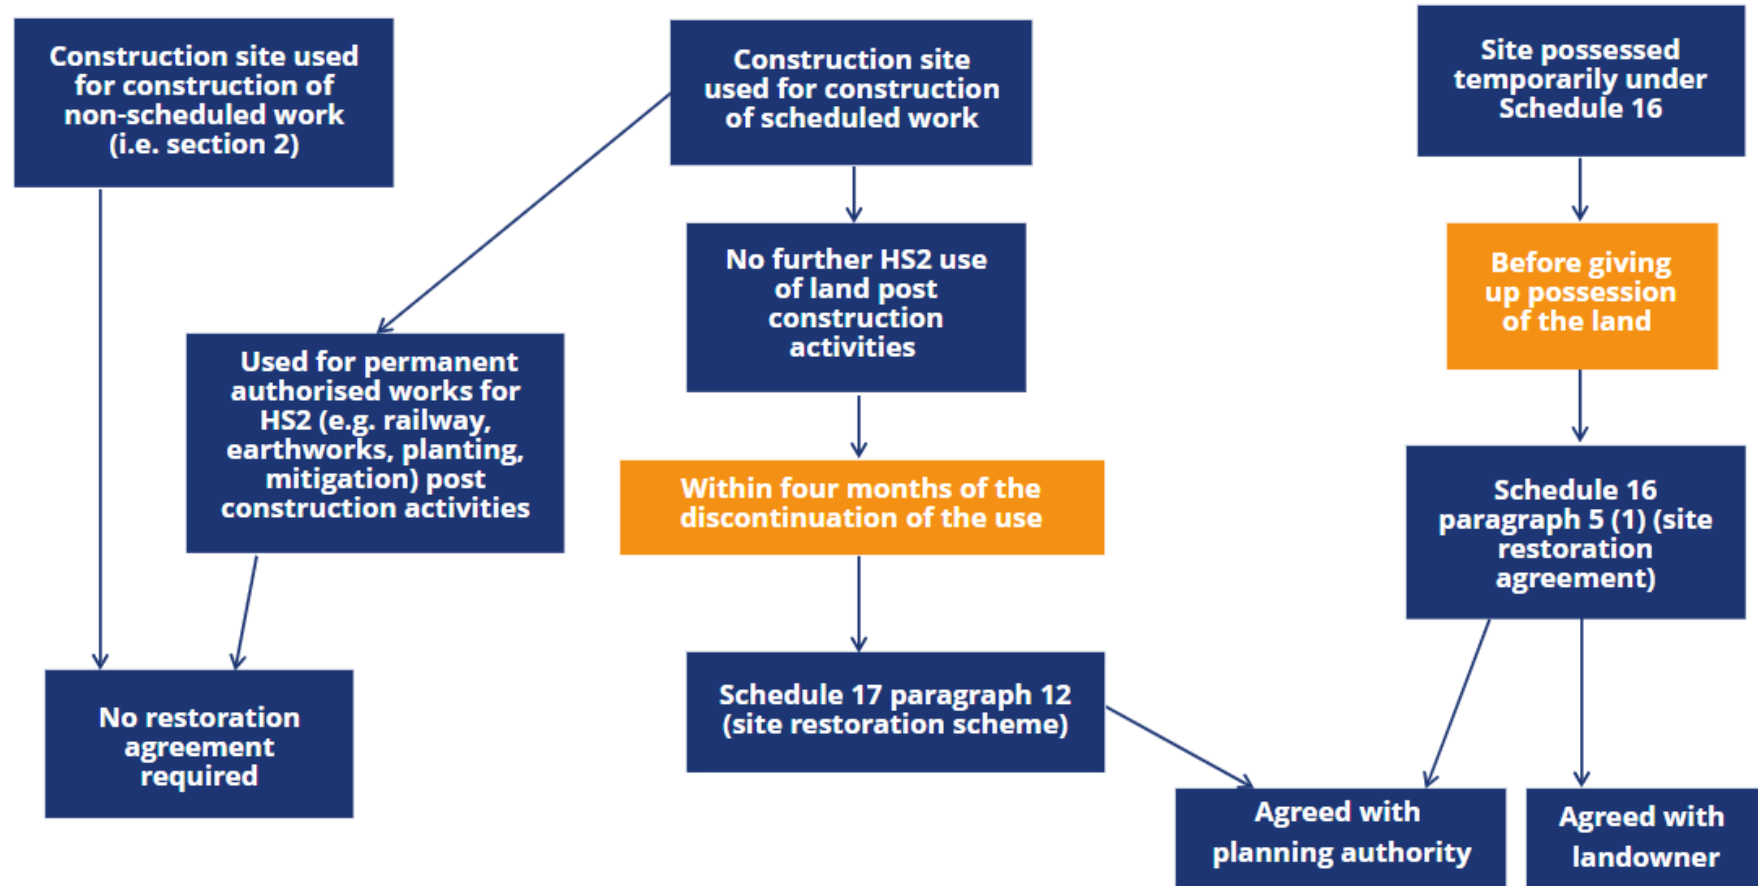 Construction site used
for construction of
non-scheduled work
(i.e. section 2)
Construction site
used for construction
of scheduled work
Site possessed
temporarily under
Schedule 16
No further HS2 use
of land post
construction
activities
Before giving
up possession
of the land
Used for permanent
authorised works for
HS2 (e.g. railway,
earthworks, planting,
mitigation) post
construction activities
Within four months of the
discontinuation of the use
Schedule 16
paragraph 5 (1) (site
restoration
agreement)
No restoration
agreement
required
Schedule 17 paragraph 12
(site restoration scheme)
Agreed with
planning authority
Agreed with
landowner